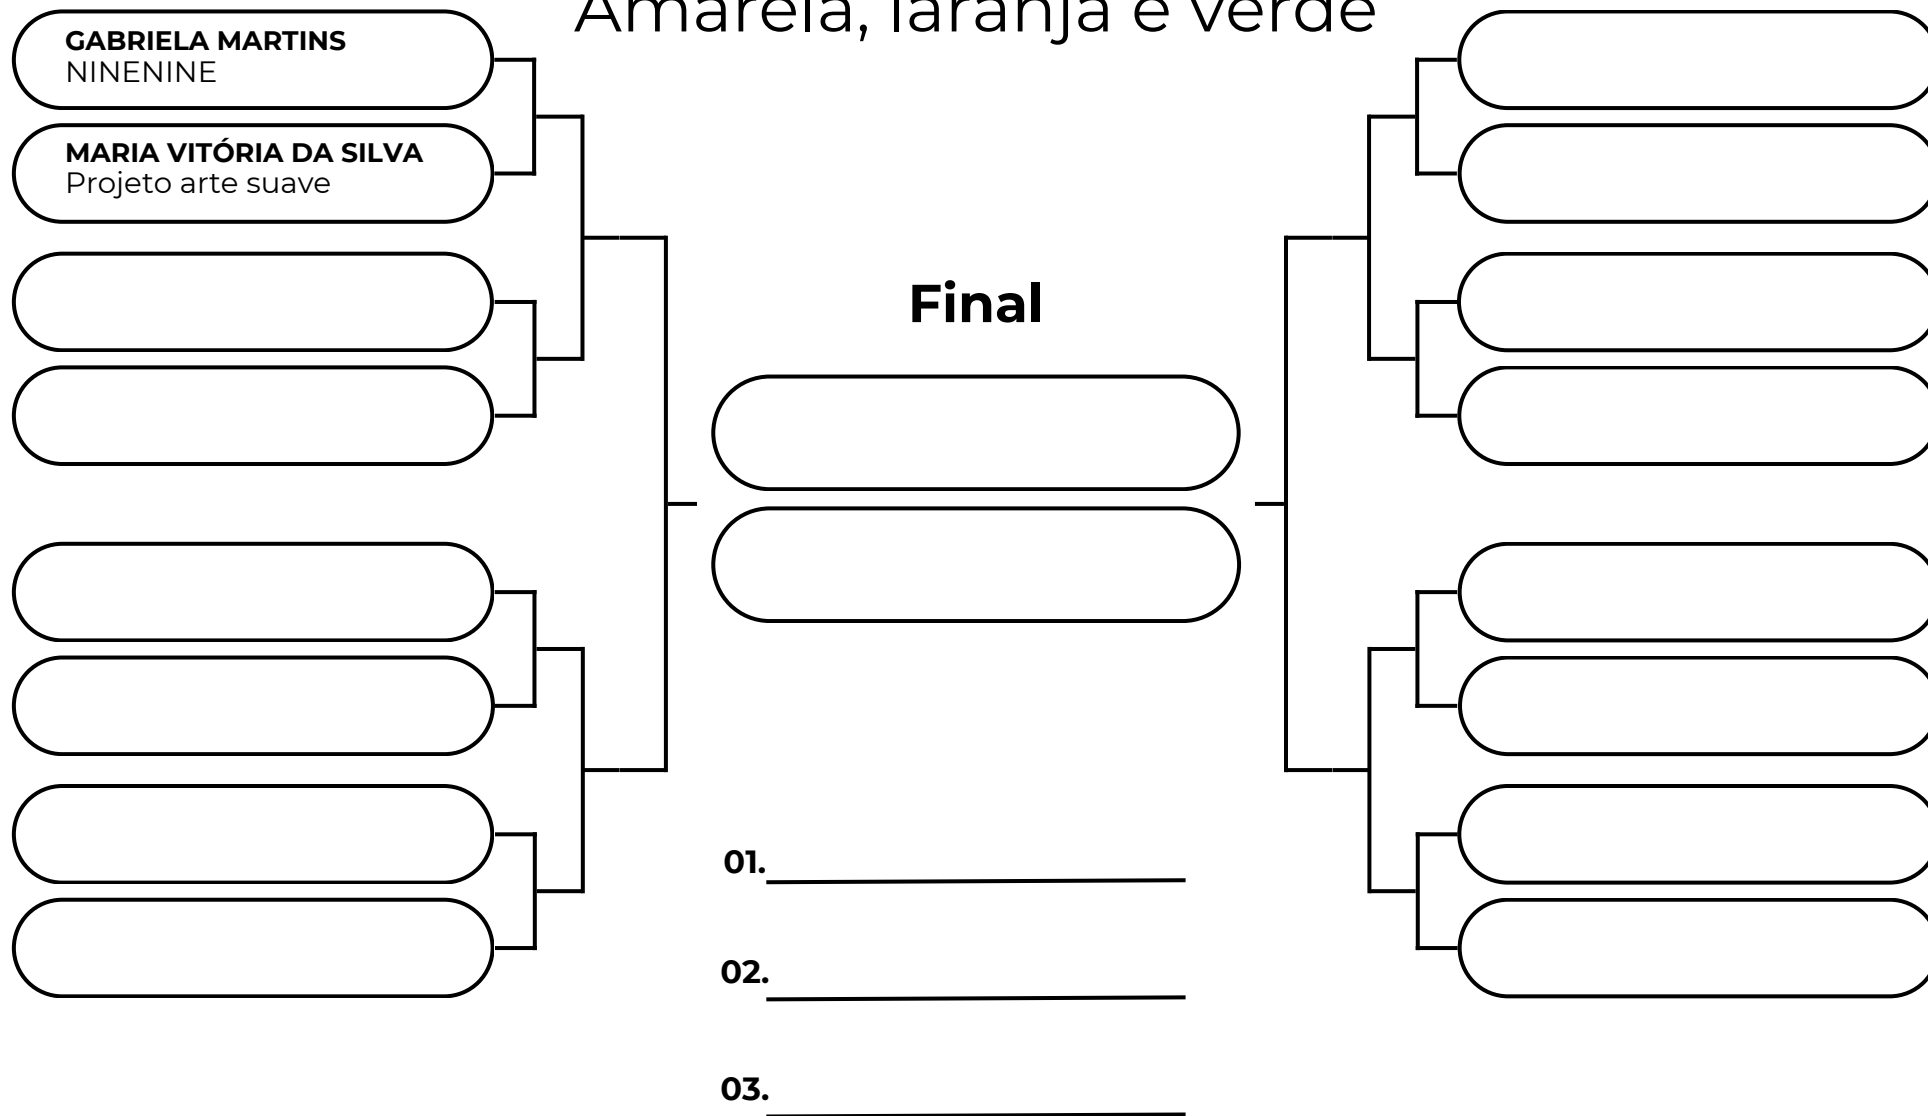 Amarela, laranja e verde
GABRIELA MARTINS
NINENINE
MARIA VITÓRIA DA SILVA
Projeto arte suave
Final
01.
02.
03.